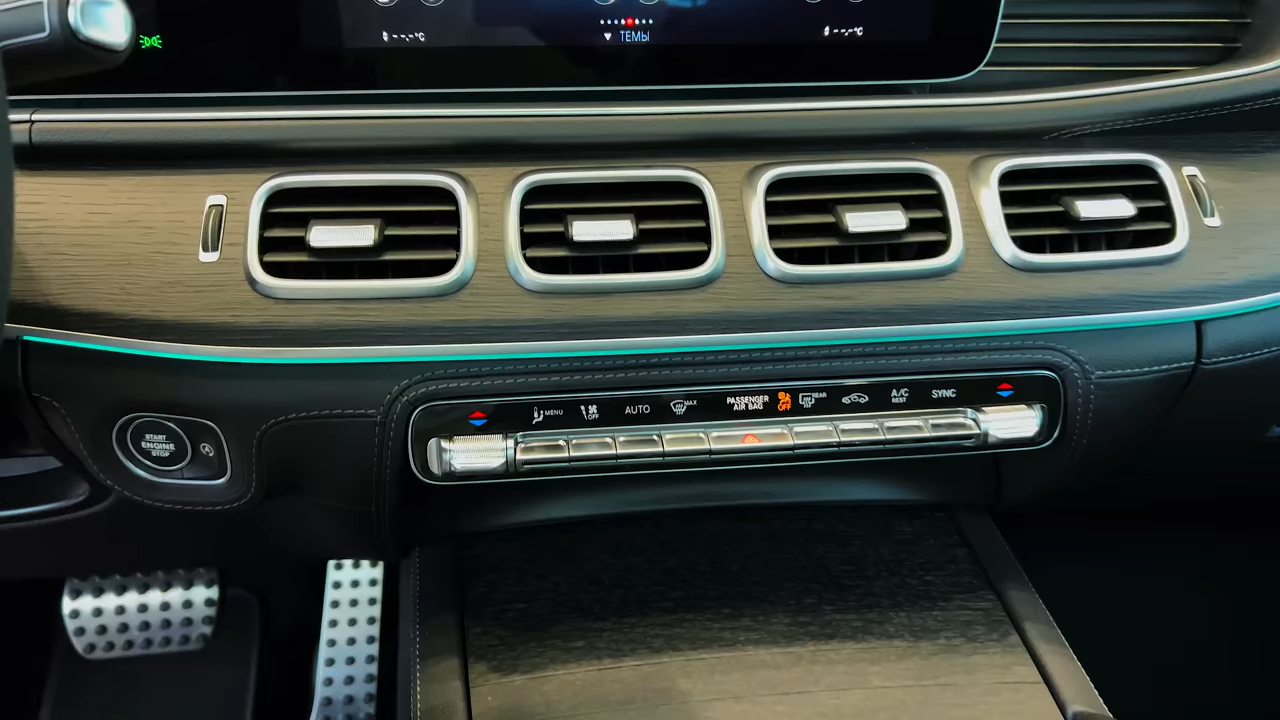 --,-°C
ТЕМЫ
--,-°C
MENU
OFF
AUTO
MAX
PASSENGER
AIR BAG
OFF
REAR
A/C
REST
SYNC
START
ENGINE
STOP